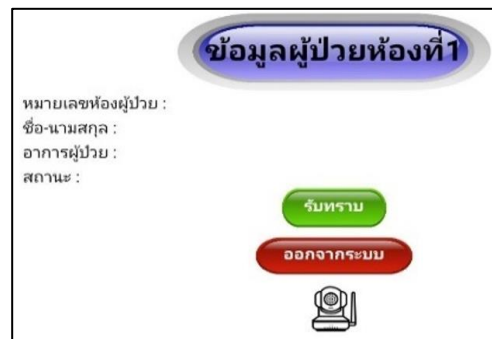 ข้อมูลผู้ป่วยห้องที่1
หมายเลขห้องผู้ป่วย :
ชื่อ-นามสกุล :
อาการผู้ป่วย :
สถานะ :
รับทราบ
ออกจากระบบ